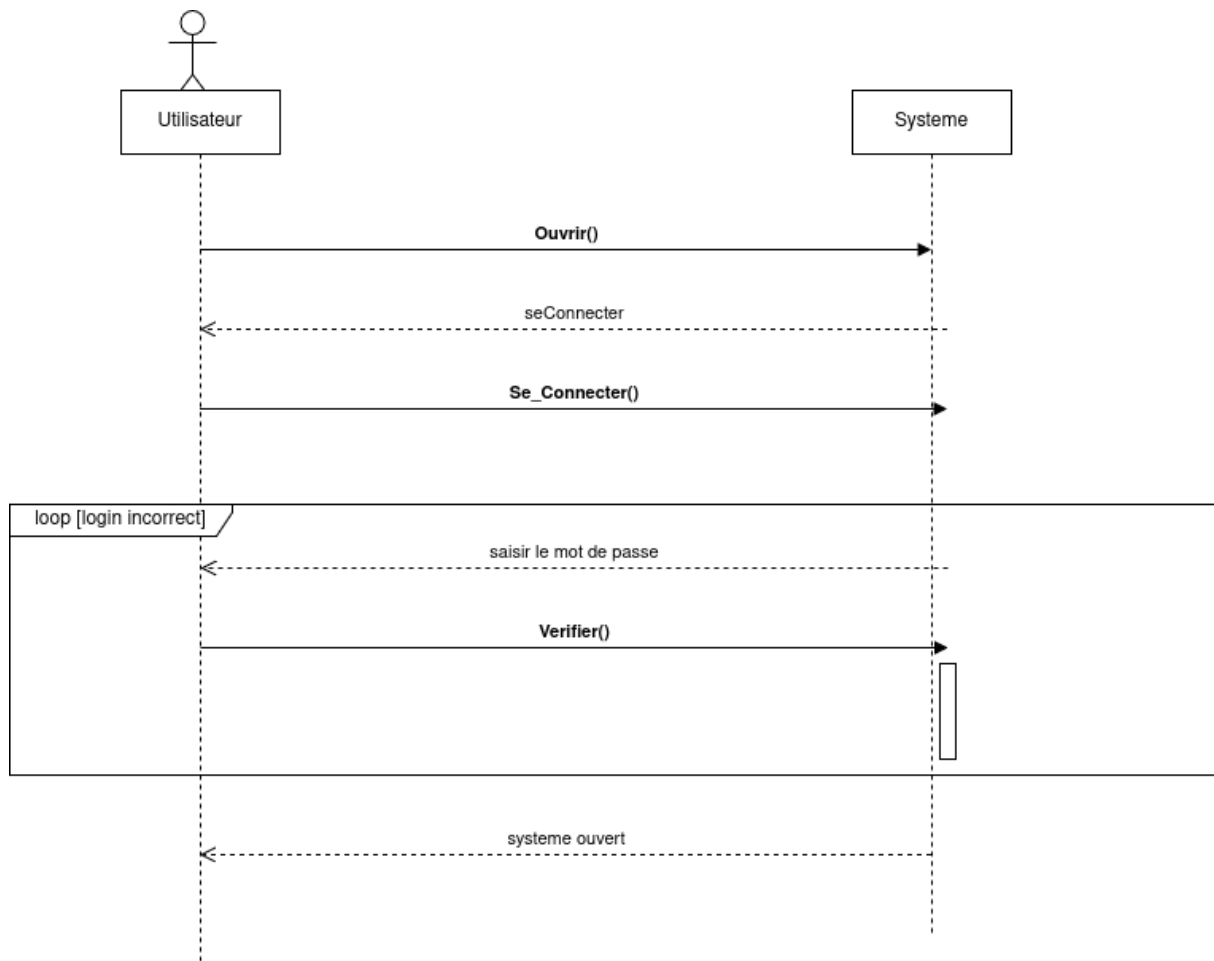 Utilisateur
Systeme
Ouvrir()
seConnecter
Se_Connecter()
loop [login incorrect]
saisir le mot de passe
Verifier()
systeme ouvert